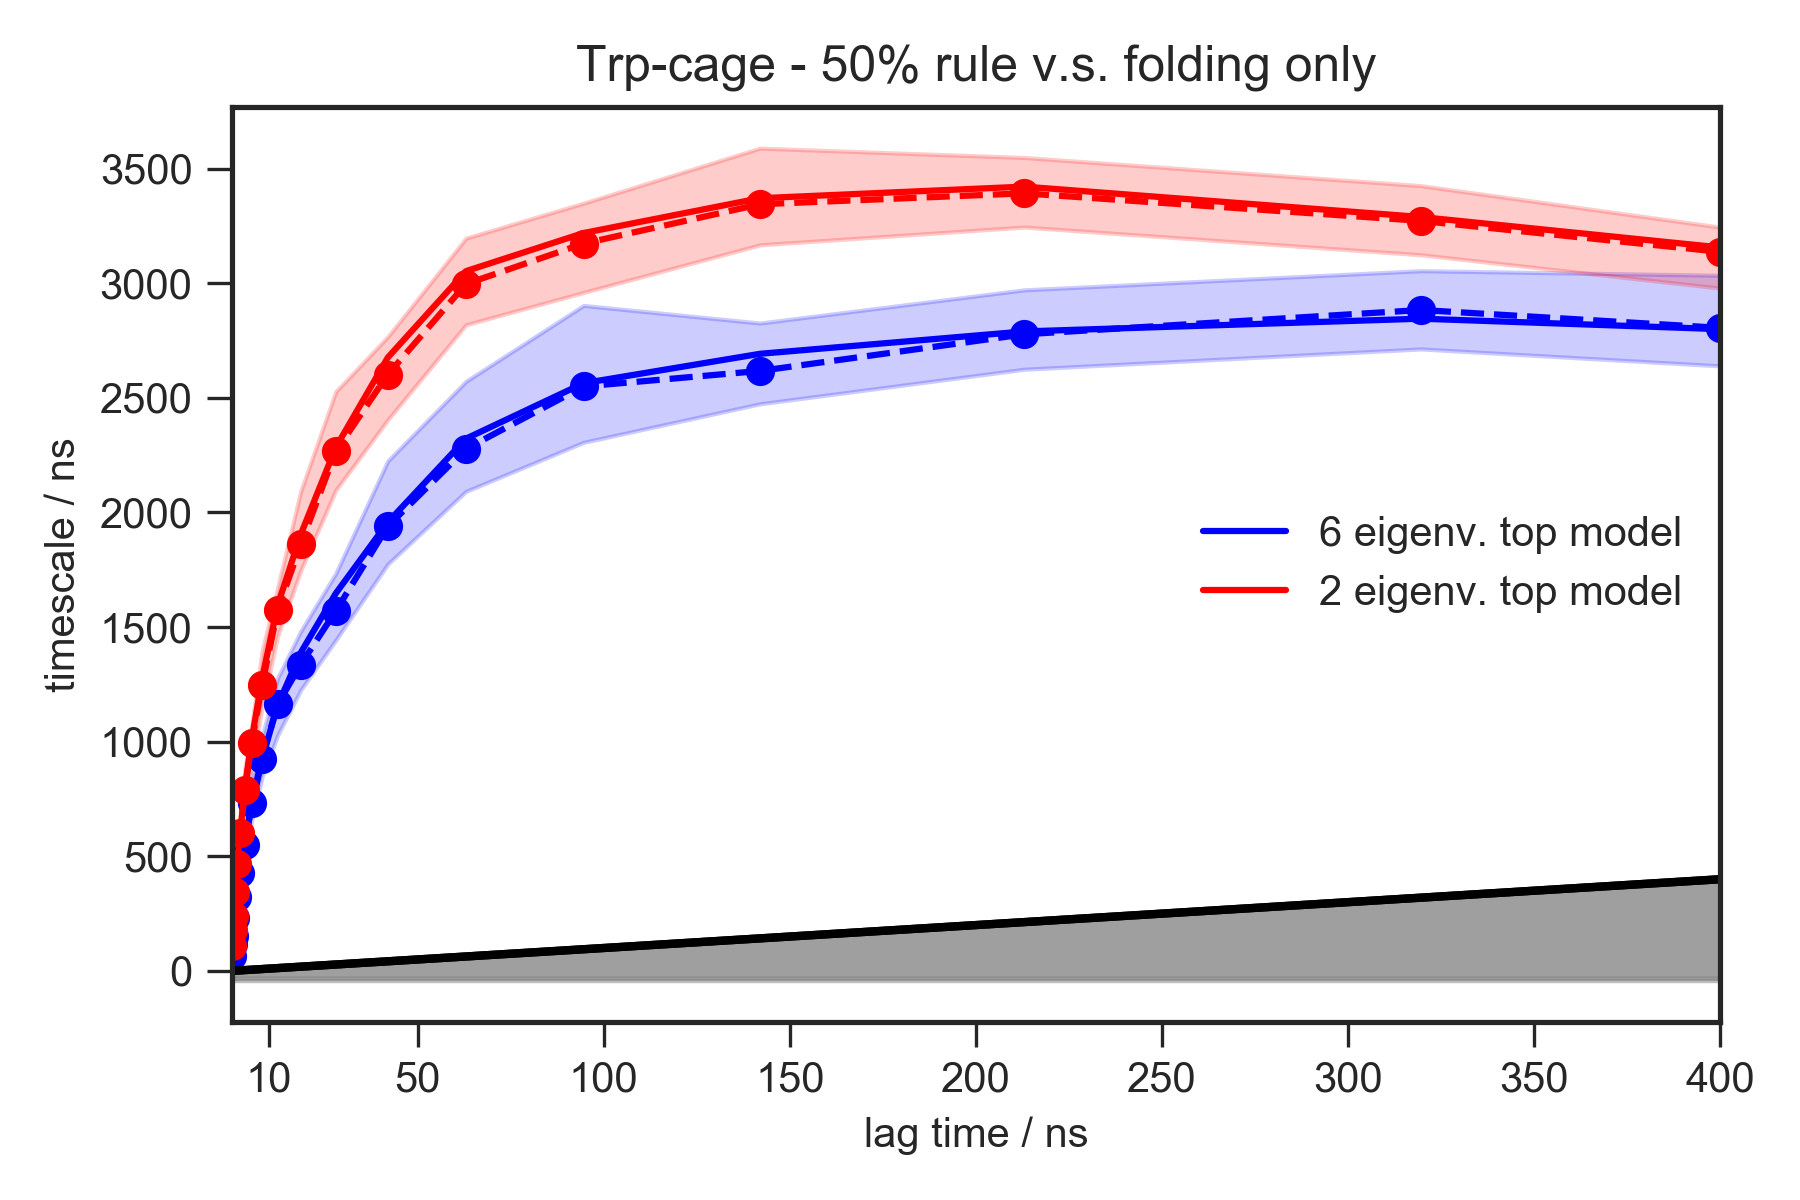 Trp-cage - 50% rule v.s. folding only
timescale / ns
3500
3000
2500
2000
1500
1000
500
0
6 eigenv. top model
2 eigenv. top model
10 50 100 150 200 250 300 350 400
lag time / ns